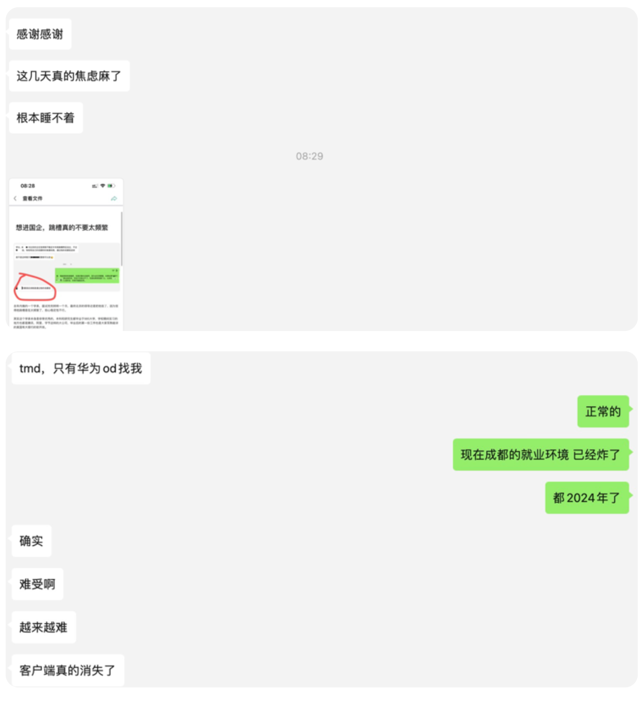 感谢感谢
这几天真的焦虑麻了
根本睡不着
08:29
08:28
查看文件
想进国企，跳槽真的不要太频繁
tmd，只有华为od找我
正常的
现在成都的就业环境 已经炸了
都2024年了
确实
难受啊
越来越难
客户端真的消失了